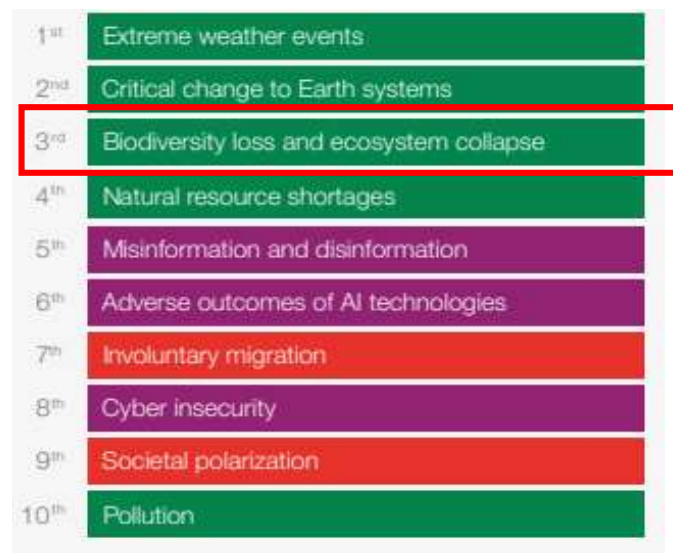 1st Extreme weather events
2nd Critical change to Earth systems
3rd Biodiversity loss and ecosystem collapse
4th Natural resource shortages
5th Misinformation and disinformation
6th Adverse outcomes of AI technologies
7th Involuntary migration
8th Cyber insecurity
9th Societal polarization
10th Pollution